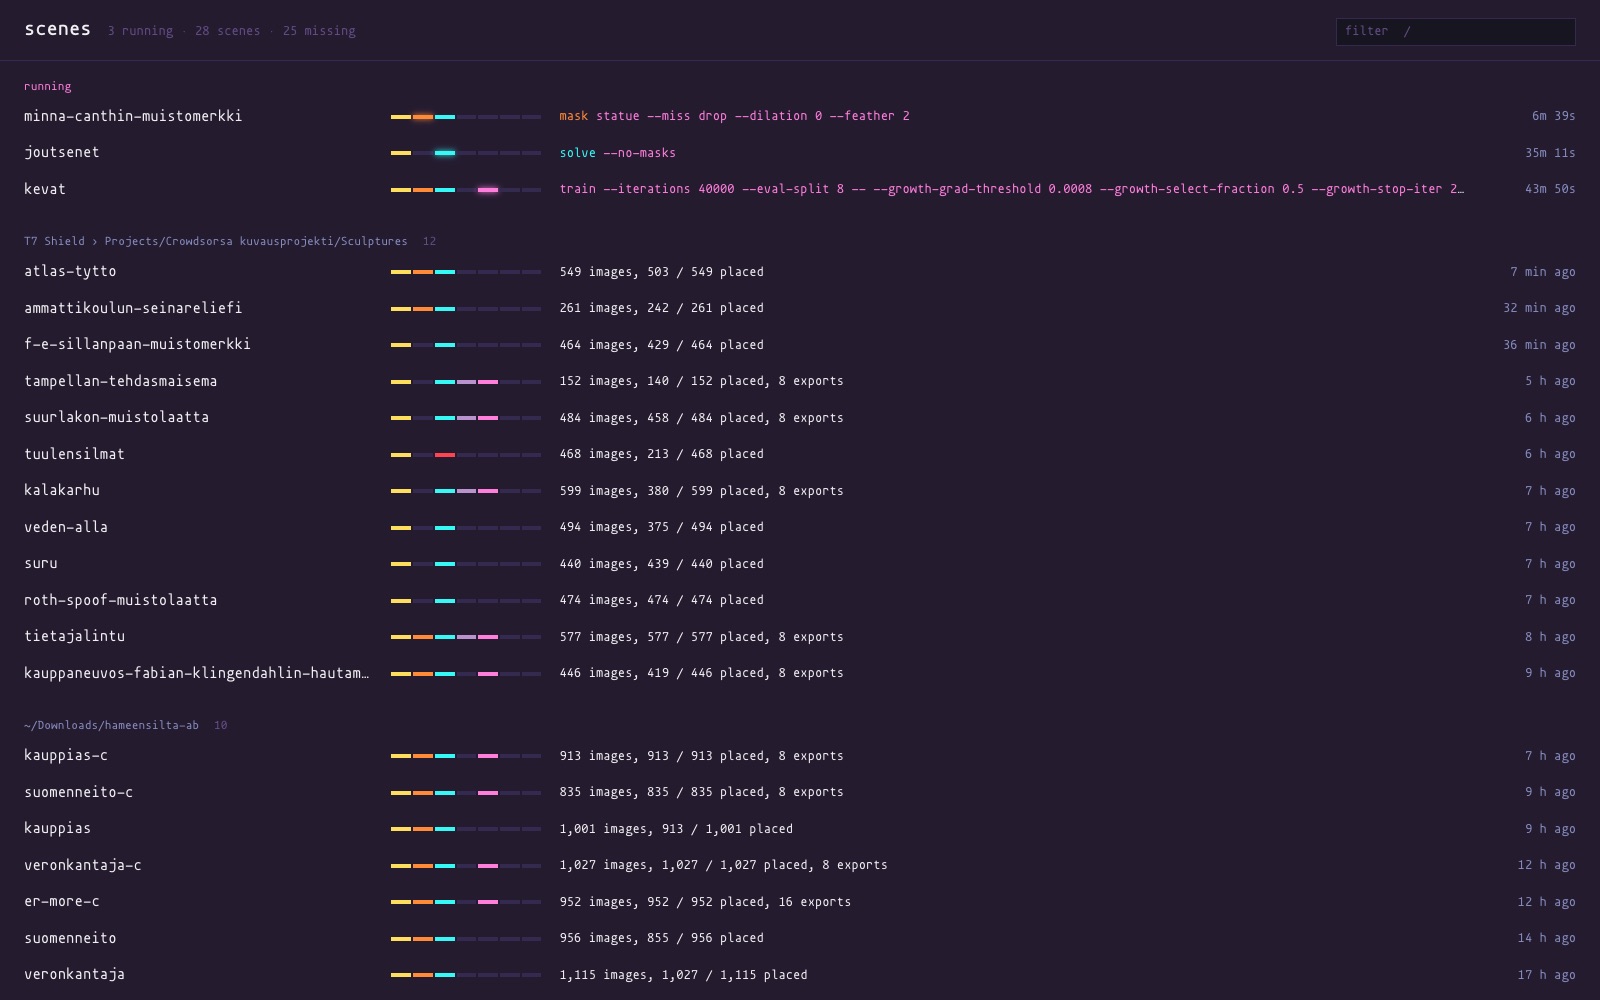 scenes 3 running · 28 scenes · 25 missing filter /
running
minna-canthin-muistomerkki mask statue --miss drop --dilation 0 --feather 2 6m 39s
joutsenet solve --no-masks 35m 11s
kevat train --iterations 40000 --eval-split 8 -- --growth-grad-threshold 0.0008 --growth-select-fraction 0.5 --growth-stop-iter 2… 43m 50s
T7 Shield › Projects/Crowdsorsa kuvausprojekti/Sculptures 12
atlas-tytto 549 images, 503 / 549 placed 7 min ago
ammattikoulun-seinareliefi 261 images, 242 / 261 placed 32 min ago
f-e-sillanpaan-muistomerkki 464 images, 429 / 464 placed 36 min ago
tampellan-tehdasmaisema 152 images, 140 / 152 placed, 8 exports 5 h ago
suurlakon-muistolaatta 484 images, 458 / 484 placed, 8 exports 6 h ago
tuulensilmat 468 images, 213 / 468 placed 6 h ago
kalakarhu 599 images, 380 / 599 placed, 8 exports 7 h ago
veden-alla 494 images, 375 / 494 placed 7 h ago
suru 440 images, 439 / 440 placed 7 h ago
roth-spoof-muistolaatta 474 images, 474 / 474 placed 7 h ago
tietajalintu 577 images, 577 / 577 placed, 8 exports 8 h ago
kauppaneuvos-fabian-klingendahlin-hautam… 446 images, 419 / 446 placed, 8 exports 9 h ago
~/Downloads/hameensilta-ab 10
kauppias-c 913 images, 913 / 913 placed, 8 exports 7 h ago
suomenneito-c 835 images, 835 / 835 placed, 8 exports 9 h ago
kauppias 1,001 images, 913 / 1,001 placed 9 h ago
veronkantaja-c 1,027 images, 1,027 / 1,027 placed, 8 exports 12 h ago
er-more-c 952 images, 952 / 952 placed, 16 exports 12 h ago
suomenneito 956 images, 855 / 956 placed 14 h ago
veronkantaja 1,115 images, 1,027 / 1,115 placed 17 h ago